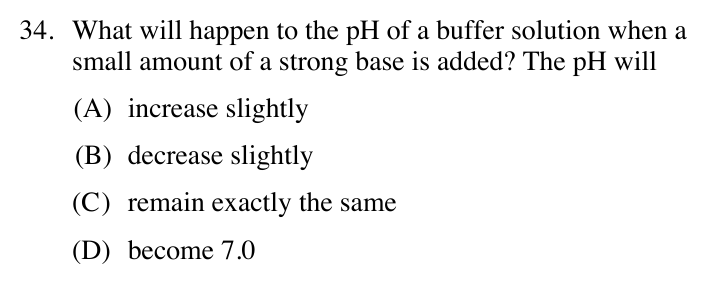 34. What will happen to the pH of a buffer solution when a
small amount of a strong base is added? The pH will
(A) increase slightly
(B) decrease slightly
(C) remain exactly the same
(D) become 7.0